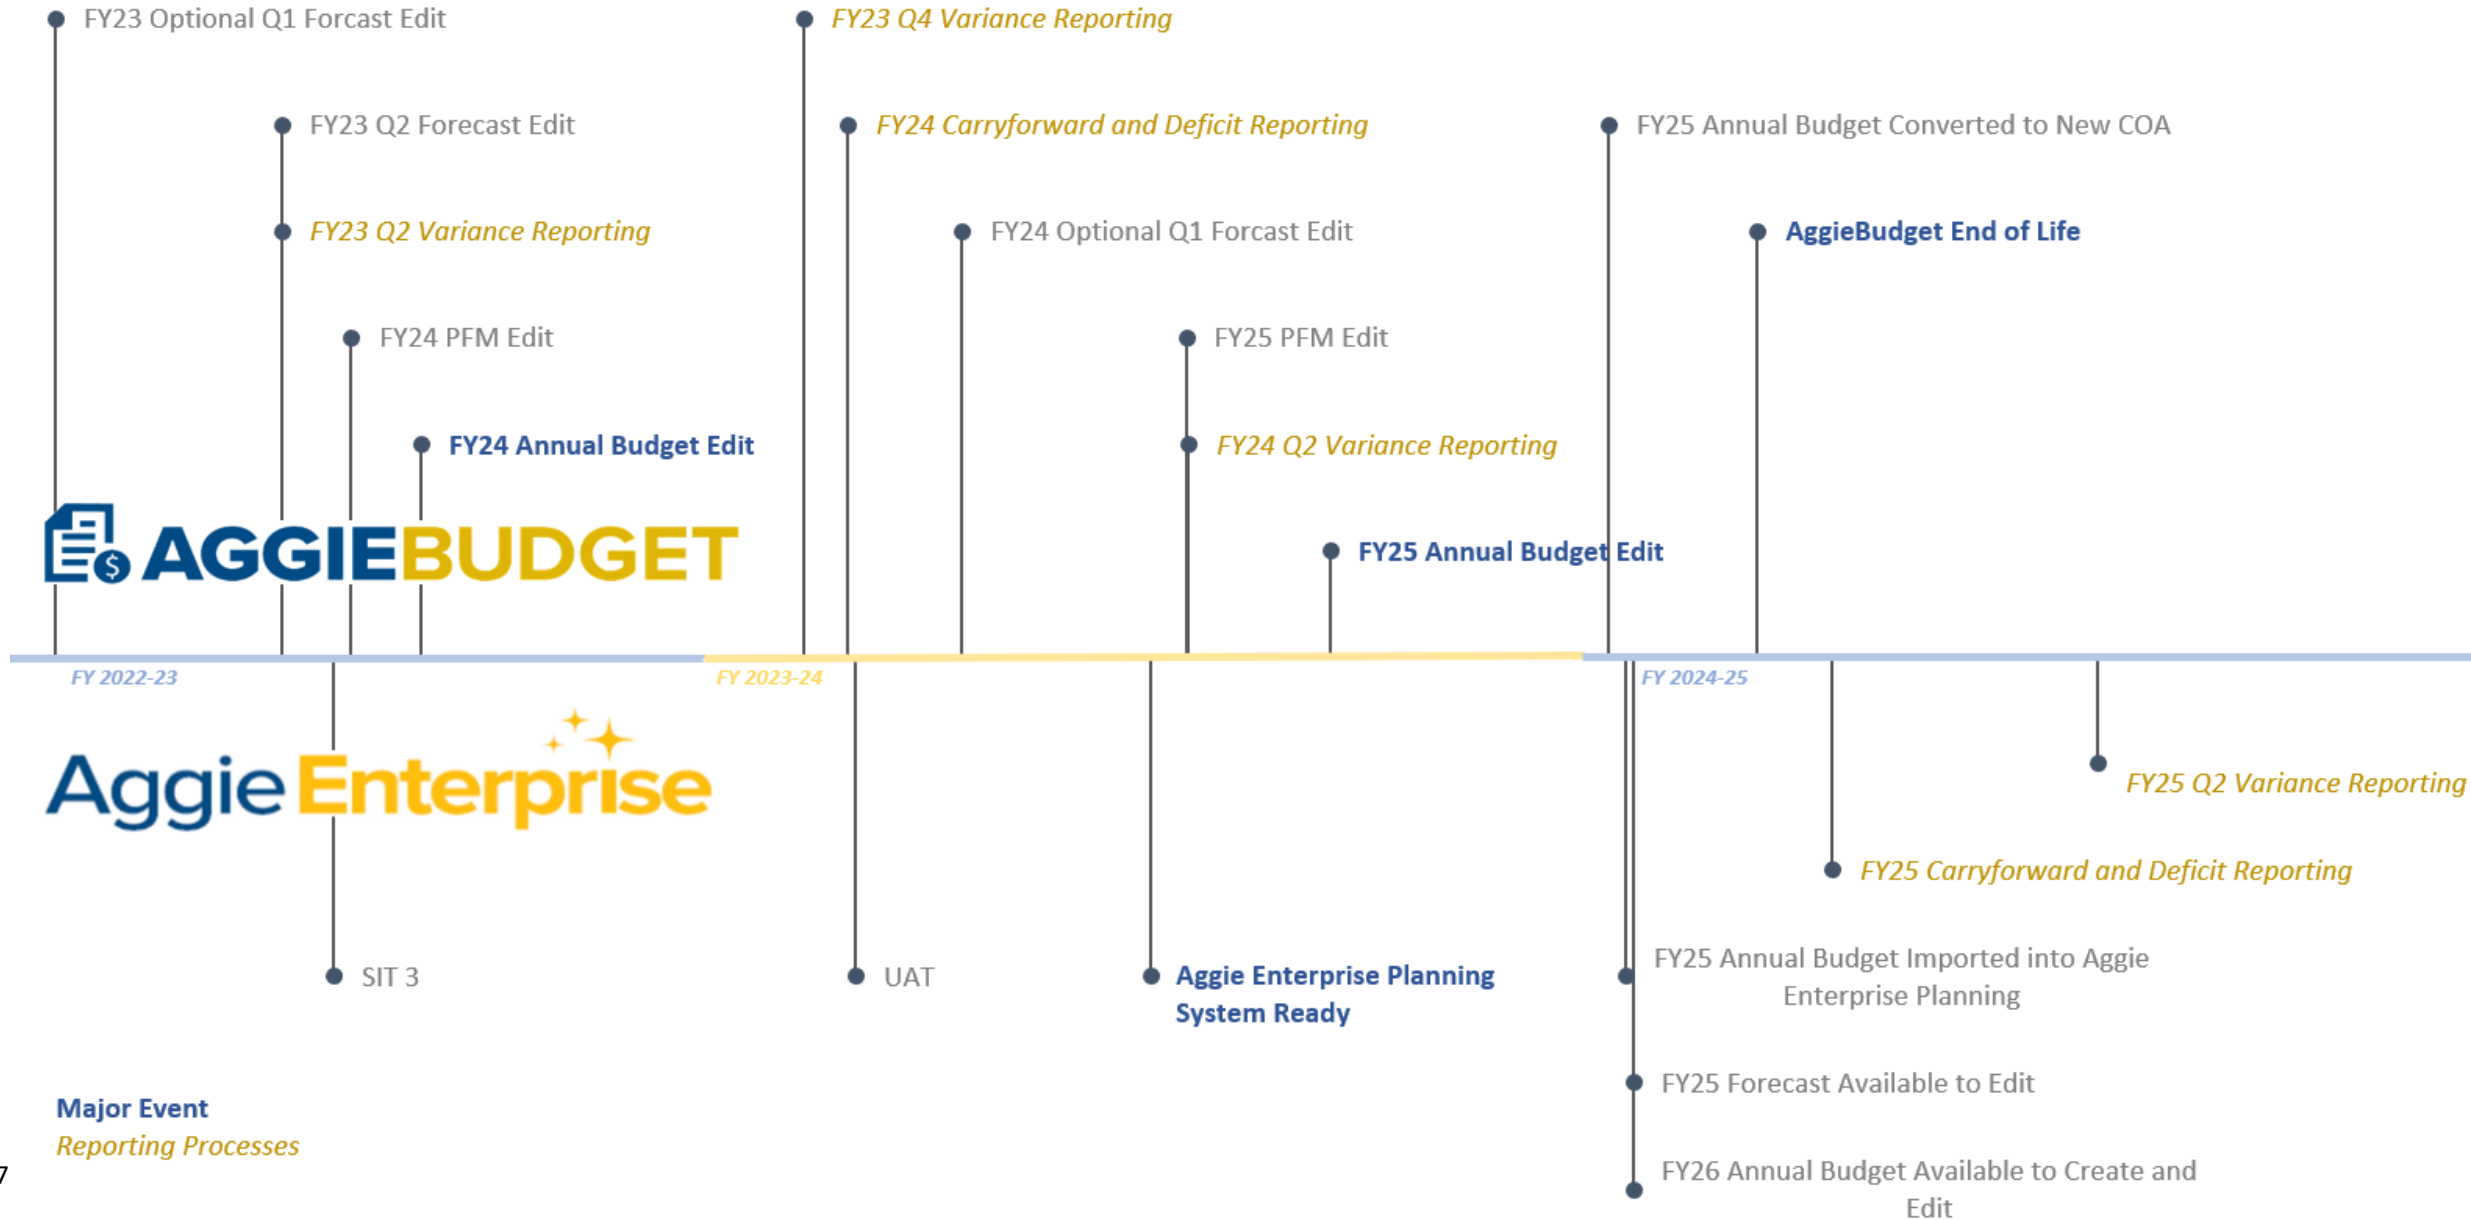 FY23 Optional Q1 Forcast Edit
FY23 Q4 Variance Reporting
FY23 Q2 Forecast Edit
FY24 Carryforward and Deficit Reporting
FY25 Annual Budget Converted to New COA
FY23 Q2 Variance Reporting
FY24 Optional Q1 Forcast Edit
AggieBudget End of Life
FY24 PFM Edit
FY25 PFM Edit
FY24 Annual Budget Edit
FY24 Q2 Variance Reporting
$ AGGIEBUDGET
FY25 Annual Budget Edit
FY 2022-23
FY 2023-24
FY 2024-25
Aggie Enterprise
FY25 Q2 Variance Reporting
FY25 Carryforward and Deficit Reporting
SIT 3
UAT
Aggie Enterprise Planning
System Ready
FY25 Annual Budget Imported into Aggie
Enterprise Planning
FY25 Forecast Available to Edit
Major Event
Reporting Processes
7
FY26 Annual Budget Available to Create and
Edit